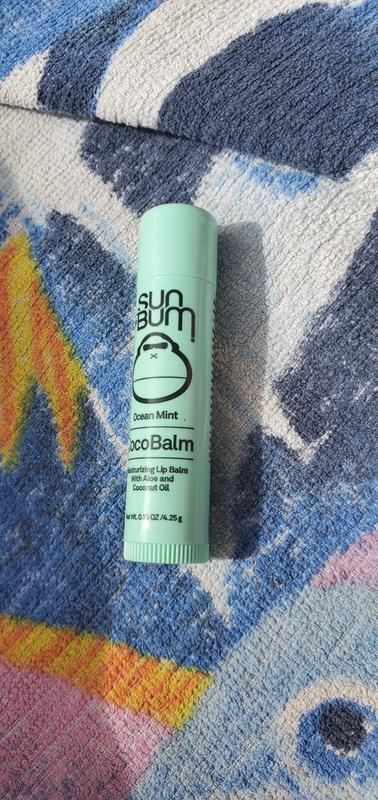 SUN
BUM
Ocean Mint
CocoBalm
Moisturizing Lip Balm
With Aloe and
Coconut Oil
Net Wt. 0.15 OZ./4.25 g